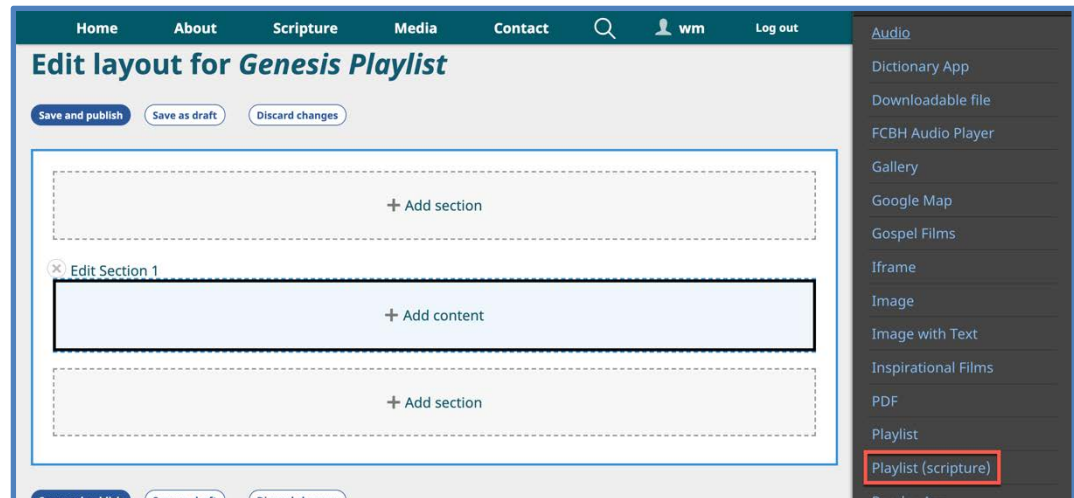 Home About Scripture Media Contact wm Log out
Edit layout for Genesis Playlist
Save and publish Save as draft Discard changes
+ Add section
Edit Section 1
+ Add content
+ Add section
Audio
Dictionary App
Downloadable file
FCBH Audio Player
Gallery
Google Map
Gospel Films
Iframe
Image
Image with Text
Inspirational Films
PDF
Playlist
Playlist (scripture)